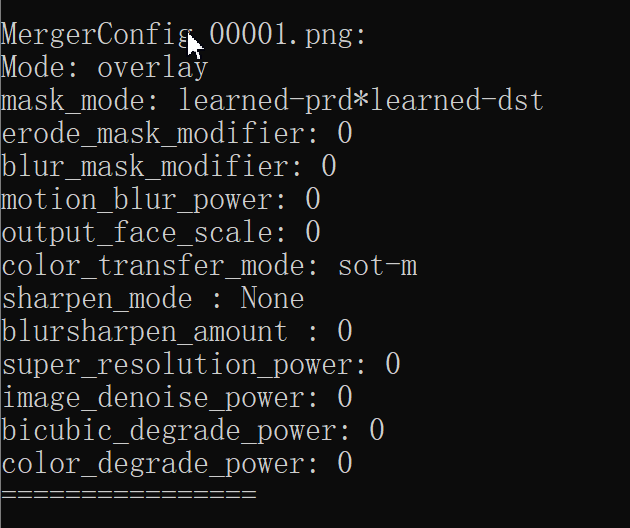 MergerConfig 00001.png:
Mode: overlay
mask_mode: learned-prd*learned-dst
erode_mask_modifier: 0
blur_mask_modifier: 0
motion_blur_power: 0
output_face_scale: 0
color_transfer_mode: sot-m
sharpen_mode : None
blursharpen_amount : 0
super_resolution_power: 0
image_denoise_power: 0
bicubic_degrade_power: 0
color_degrade_power: 0
================